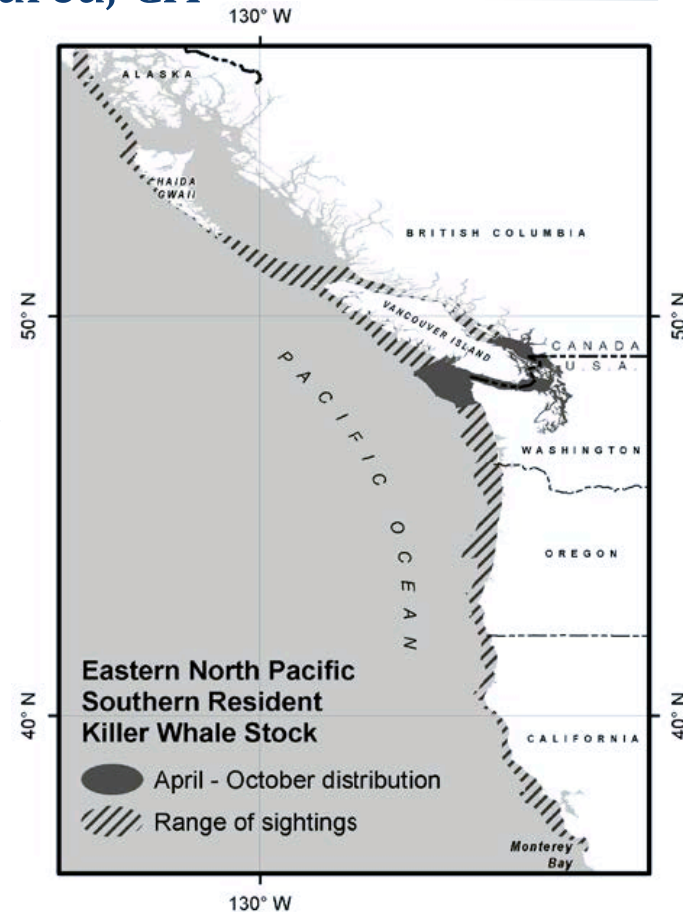 130° W
ALASKA
HAIDA
GWAII
BRITISH COLUMBIA
50° N
50° N
VANCOUVER ISLAND
CANADA
U.S.A.
PACIFIC OCEAN
WASHINGTON
OREGON
Eastern North Pacific
Southern Resident
Killer Whale Stock
40° N
40° N
CALIFORNIA
April - October distribution
Range of sightings
Monterey
Bay
130° W